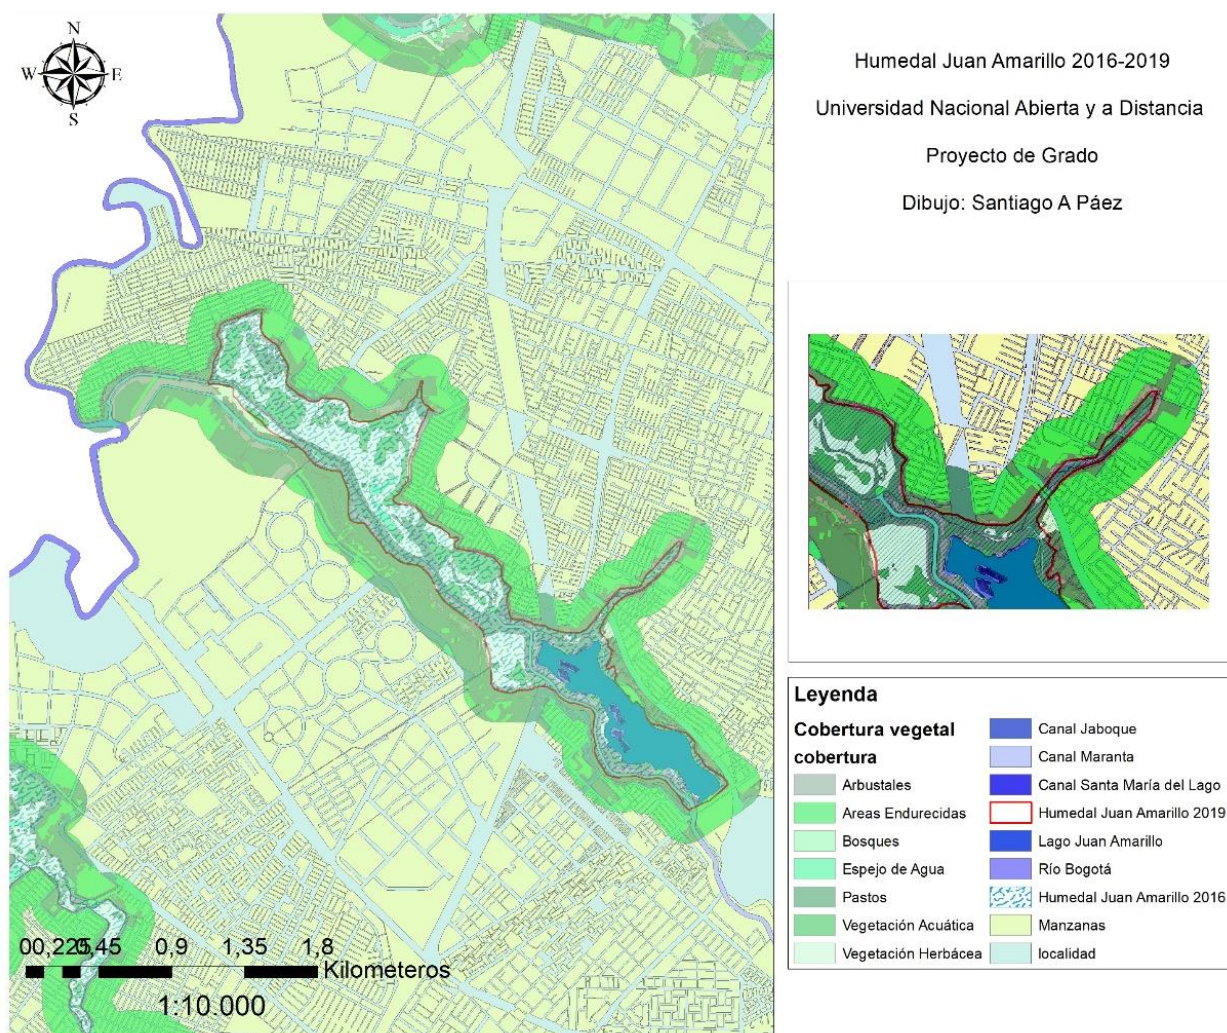 N
W E
S
Humedal Juan Amarillo 2016-2019
Universidad Nacional Abierta y a Distancia
Proyecto de Grado
Dibujo: Santiago A Páez
Leyenda
Cobertura vegetal
cobertura
Arbustales
Areas Endurecidas
Bosques
Espejo de Agua
Pastos
Vegetación Acuática
Vegetación Herbácea
Canal Jaboque
Canal Maranta
Canal Santa María del Lago
Humedal Juan Amarillo 2019
Lago Juan Amarillo
Río Bogotá
Humedal Juan Amarillo 2016
Manzanas
localidad
0 0,225 0,45 0,9 1,35 1,8
Kilometeros
1:10.000